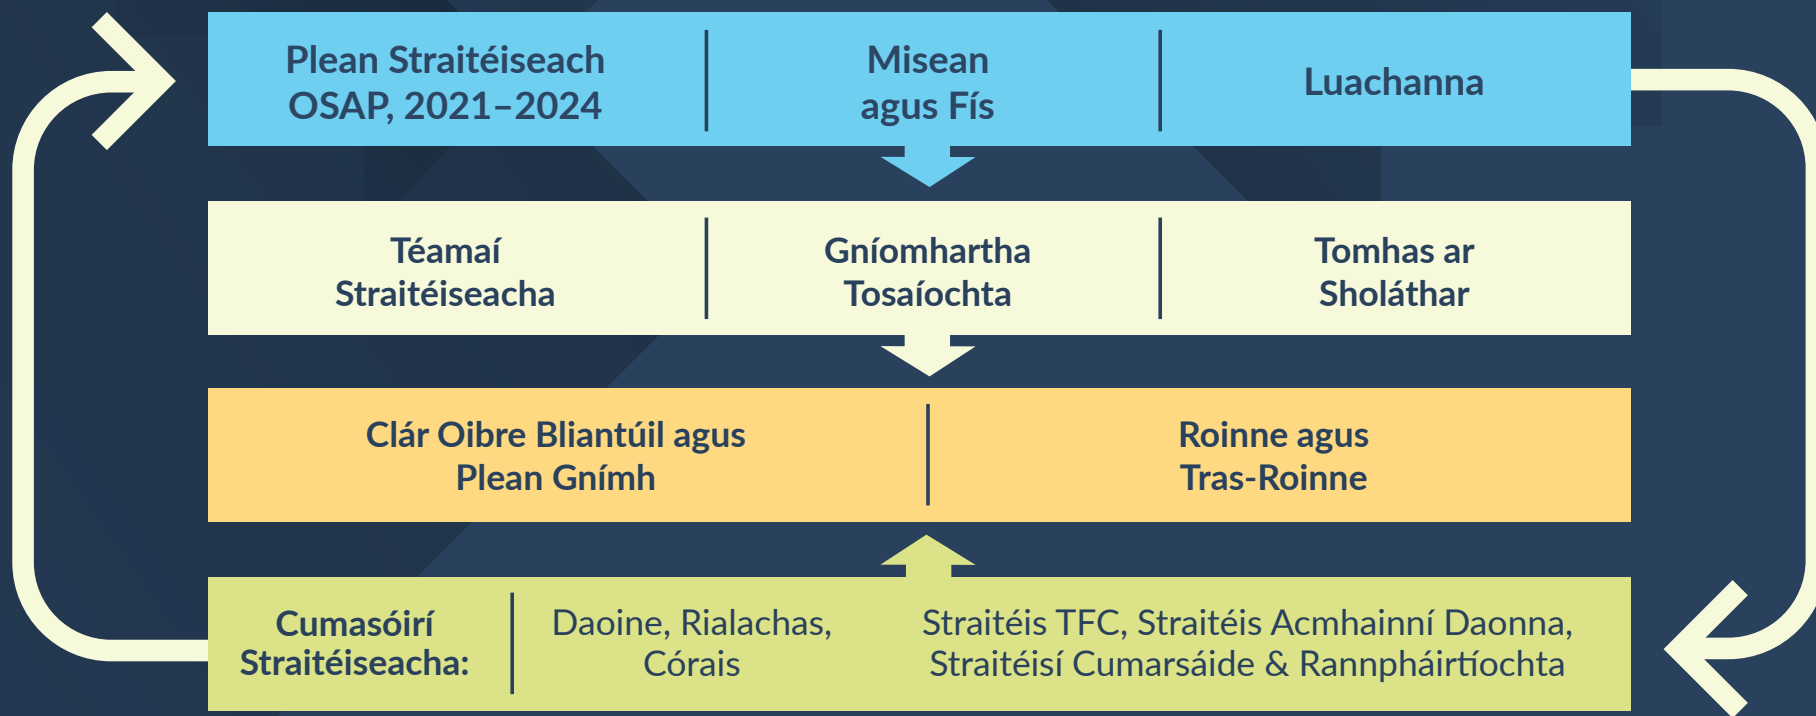 Plean Straitéiseach
OSAP, 2021–2024
Misean
agus Fís
Luachanna
Téamaí
Straitéiseacha
Gníomhartha
Tosaíochta
Tomhas ar
Sholáthar
Clár Oibre Bliantúil agus
Plean Gnímh
Roinne agus
Tras-Roinne
Cumasóirí
Straitéiseacha:
Daoine, Rialachas,
Córais
Straitéis TFC, Straitéis Acmhainní Daonna,
Straitéisí Cumarsáide & Rannpháirtíochta